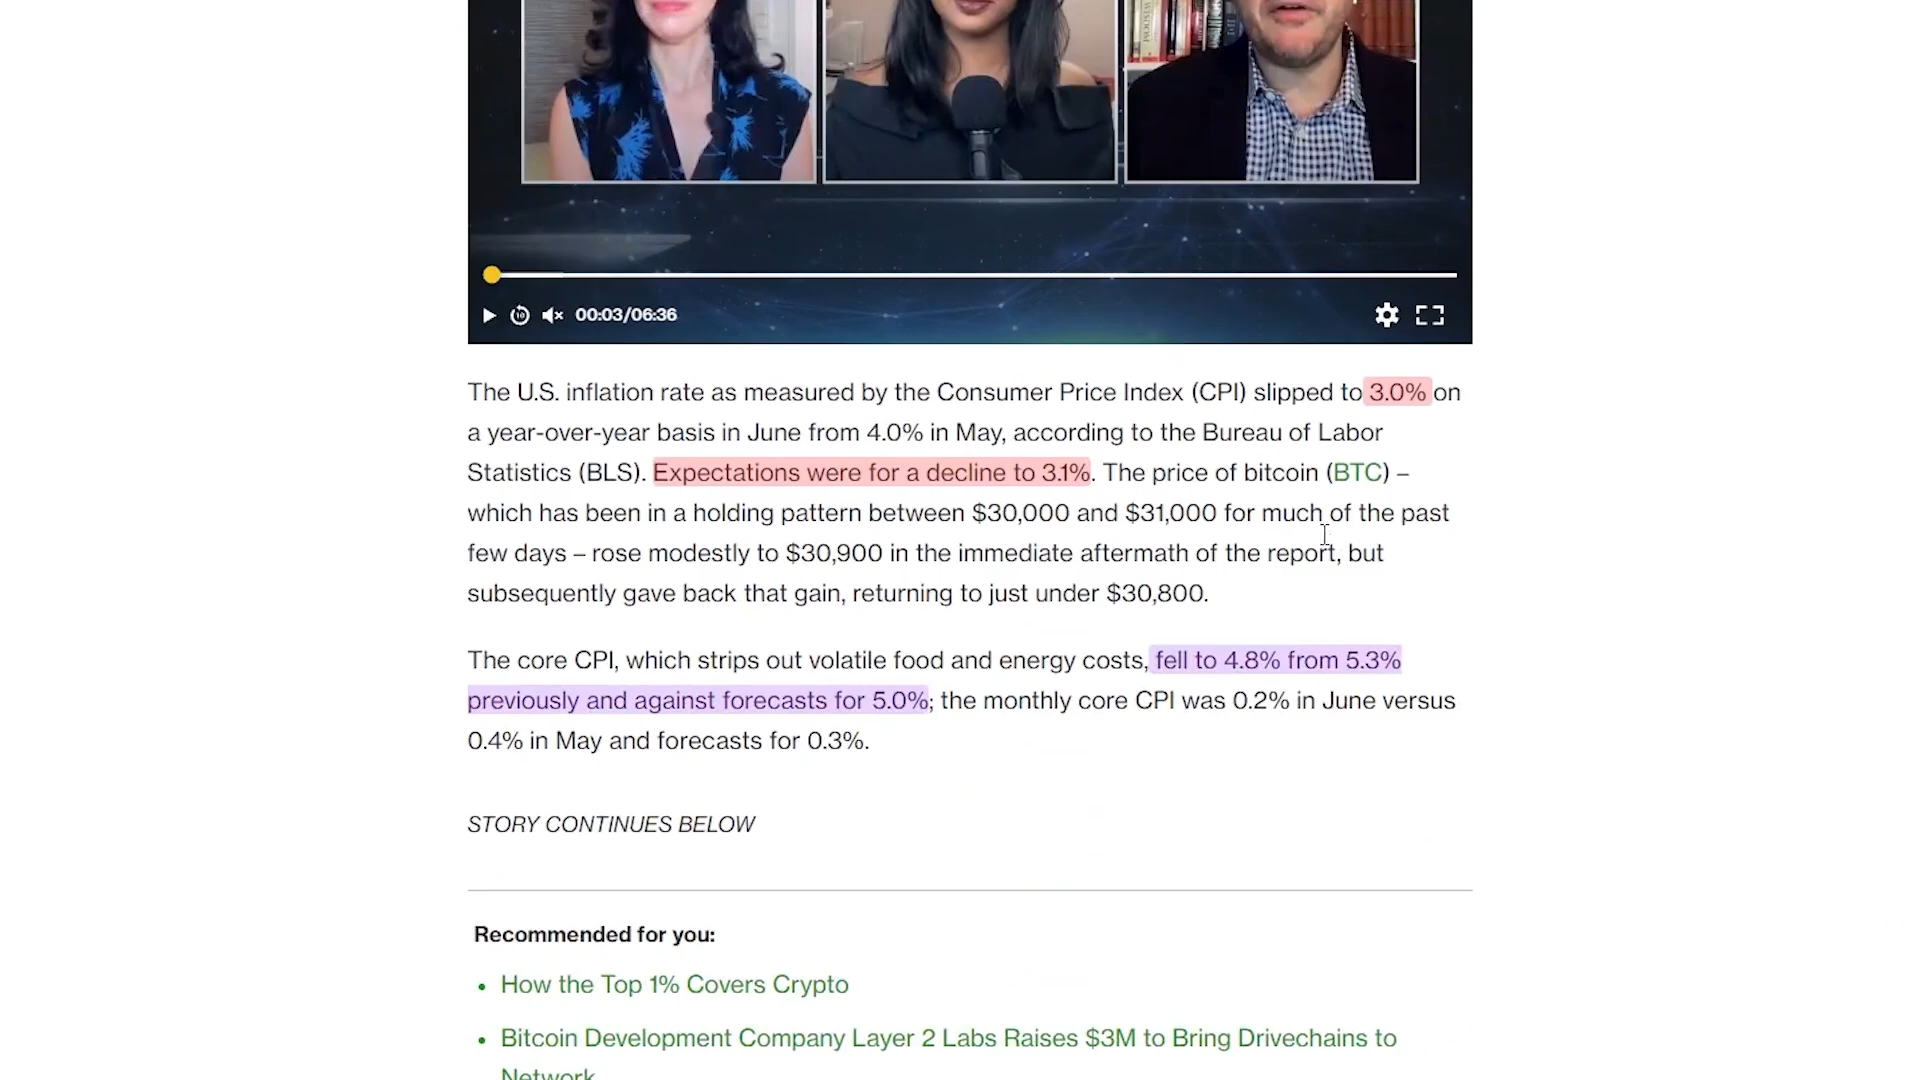 WISDOM
00:03/06:36
The U.S. inflation rate as measured by the Consumer Price Index (CPI) slipped to 3.0% on
a year-over-year basis in June from 4.0% in May, according to the Bureau of Labor
Statistics (BLS). Expectations were for a decline to 3.1%. The price of bitcoin (BTC) –
which has been in a holding pattern between $30,000 and $31,000 for much of the past
few days – rose modestly to $30,900 in the immediate aftermath of the report, but
subsequently gave back that gain, returning to just under $30,800.
The core CPI, which strips out volatile food and energy costs, fell to 4.8% from 5.3%
previously and against forecasts for 5.0%; the monthly core CPI was 0.2% in June versus
0.4% in May and forecasts for 0.3%.
STORY CONTINUES BELOW
Recommended for you:
• How the Top 1% Covers Crypto
• Bitcoin Development Company Layer 2 Labs Raises $3M to Bring Drivechains to
Network